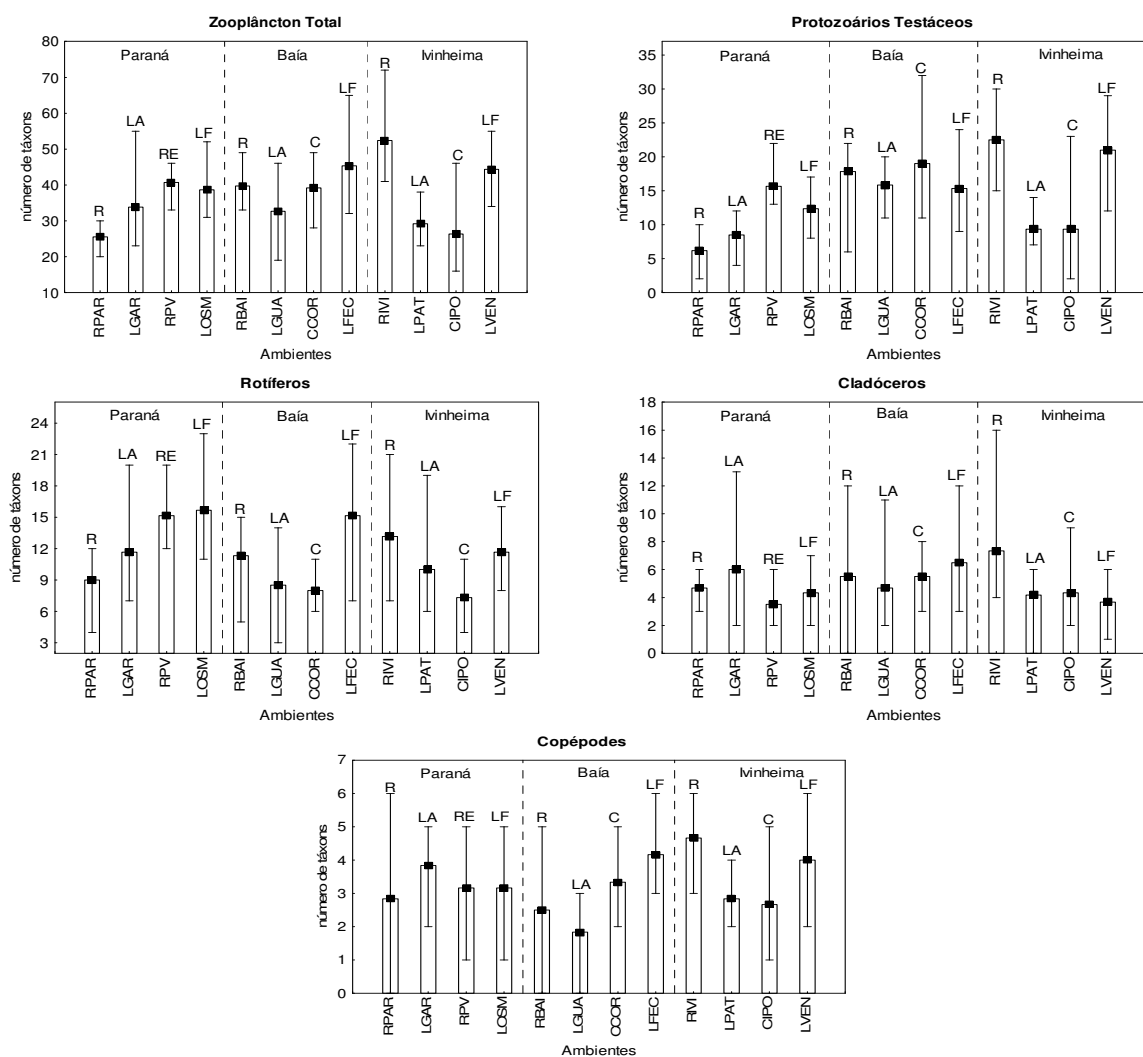 Zooplâncton Total
80
70
60
50
40
30
20
10
número de táxons
Paraná
Baía
Ivinheima
R
LA
RE
LF
R
LA
C
LF
R
LA
C
LF
RPAR
LGAR
RPV
LOSM
RBAI
LGUA
CCOR
LFEC
RIVI
LPAT
CIPO
LVEN
Ambientes
Protozoários Testáceos
35
30
25
20
15
10
5
0
número de táxons
Paraná
Baía
Ivinheima
R
LA
RE
LF
R
LA
C
LF
R
LA
C
LF
RPAR
LGAR
RPV
LOSM
RBAI
LGUA
CCOR
LFEC
RIVI
LPAT
CIPO
LVEN
Ambientes
Rotíferos
24
21
18
15
12
9
6
3
número de táxons
Paraná
Baía
Ivinheima
R
LA
RE
LF
R
LA
C
LF
R
LA
C
LF
RPAR
LGAR
RPV
LOSM
RBAI
LGUA
CCOR
LFEC
RIVI
LPAT
CIPO
LVEN
Ambientes
Cladóceros
18
16
14
12
10
8
6
4
2
0
número de táxons
Paraná
Baía
Ivinheima
R
LA
RE
LF
R
LA
C
LF
R
LA
C
LF
RPAR
LGAR
RPV
LOSM
RBAI
LGUA
CCOR
LFEC
RIVI
LPAT
CIPO
LVEN
Ambientes
Copépodes
7
6
5
4
3
2
1
0
número de táxons
Paraná
Baía
Ivinheima
R
LA
RE
LF
R
LA
C
LF
R
LA
C
LF
RPAR
LGAR
RPV
LOSM
RBAI
LGUA
CCOR
LFEC
RIVI
LPAT
CIPO
LVEN
Ambientes